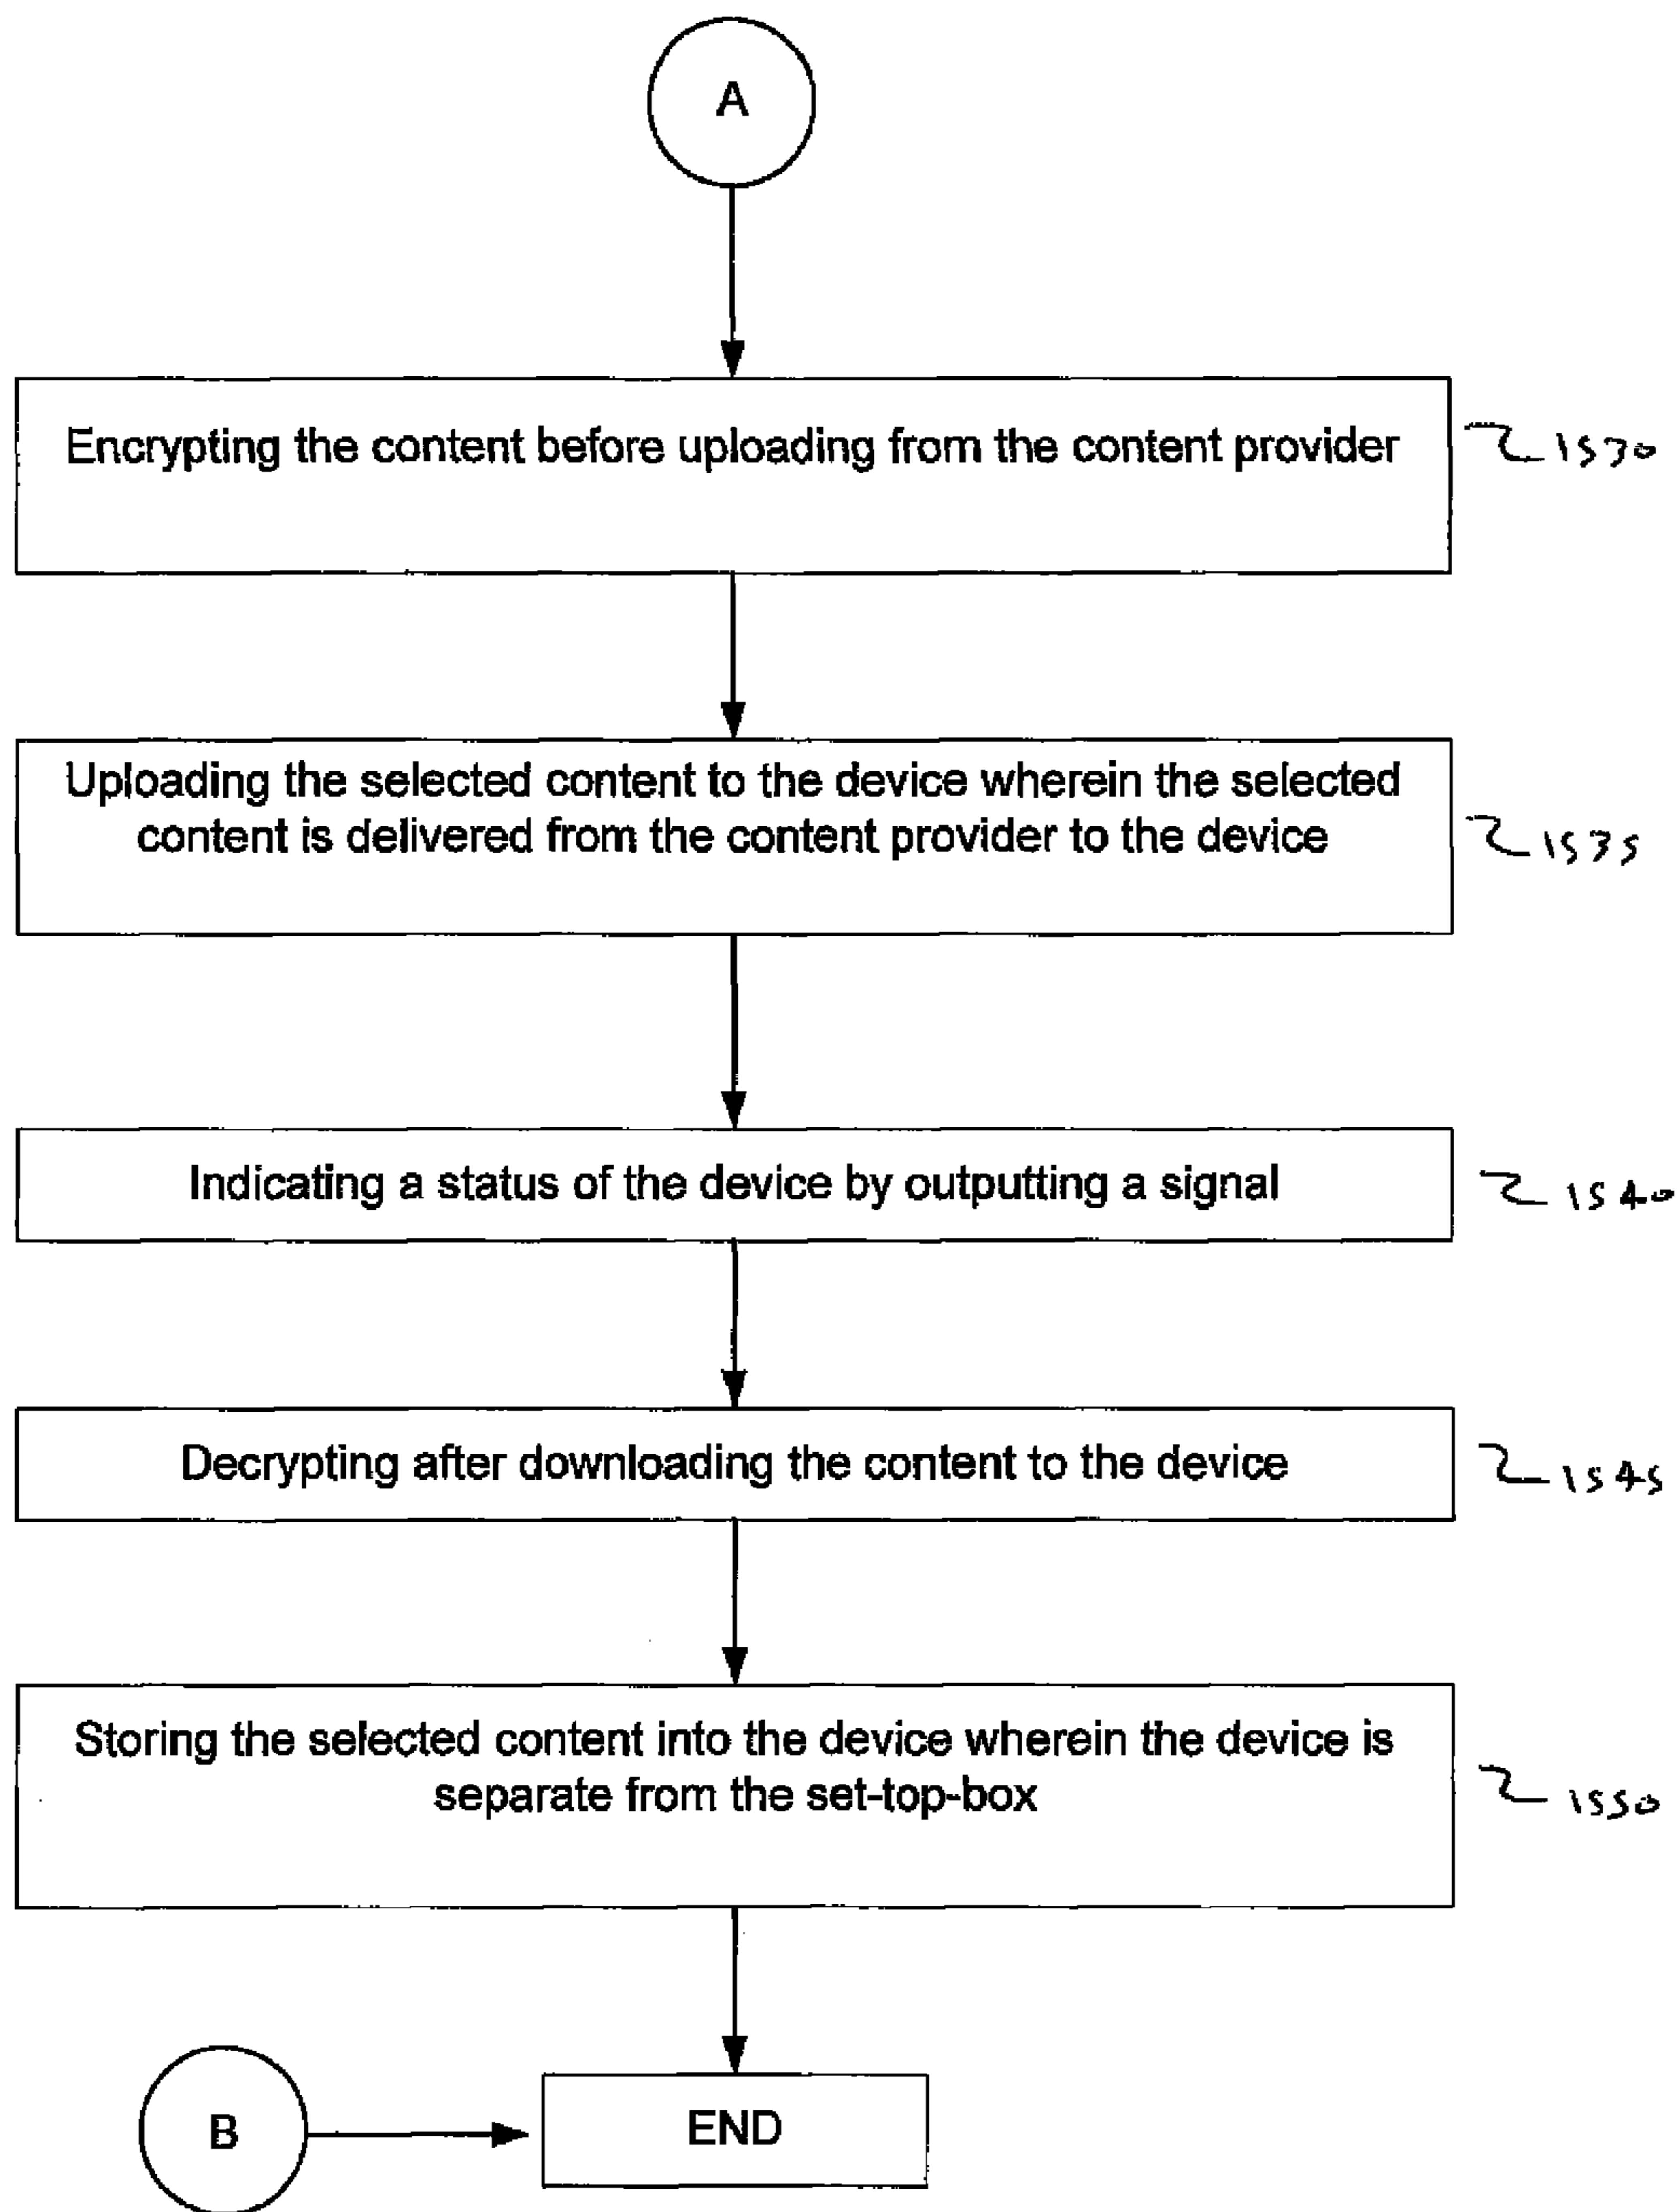 A
Encrypting the content before uploading from the content provider
1530
Uploading the selected content to the device wherein the selected
content is delivered from the content provider to the device
1535
Indicating a status of the device by outputting a signal
1540
Decrypting after downloading the content to the device
1545
Storing the selected content into the device wherein the device is
separate from the set-top-box
1550
B
END